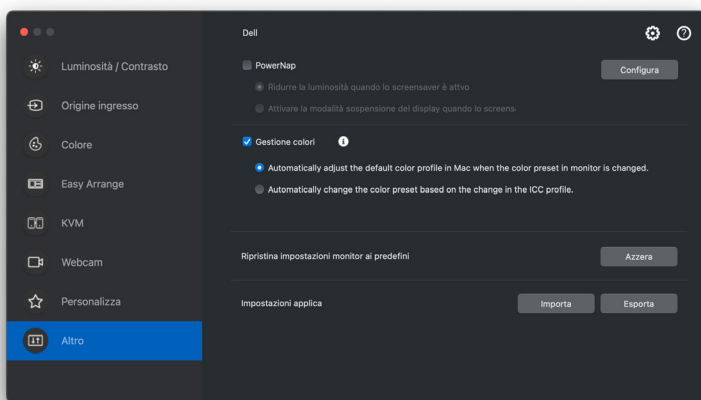 Dell
Luminosità / Contrasto
Origine ingresso
Colore
Easy Arrange
KVM
Webcam
Personalizza
Altro
PowerNap
Configura
Ridurre la luminosità quando lo screensaver è attvo
Attivare la modalità sospensione del display quando lo screens
Gestione colori
Automatically adjust the default color profile in Mac when the color preset in monitor is changed.
Automatically change the color preset based on the change in the ICC profile.
Ripristina impostazioni monitor ai predefini
Azzera
Impostazioni applica
Importa
Esporta